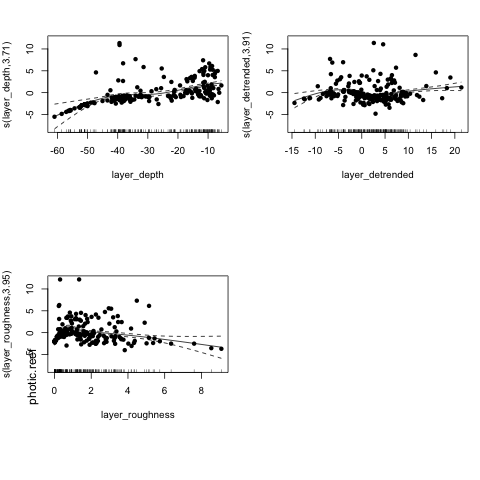 s(layer_depth,3.71)
10
5
0
-5
-60 -50 -40 -30 -20 -10
layer_depth
s(layer_detrended,3.91)
10
5
0
-5
-15 -10 -5 0 5 10 15 20
layer_detrended
s(layer_roughness,3.95)
photic.reef
10
5
0
-5
0 2 4 6 8
layer_roughness